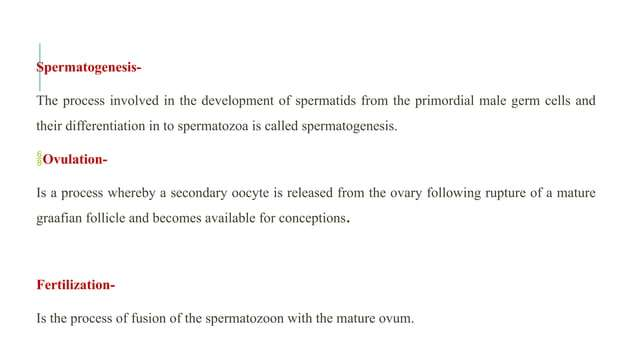 Spermatogenesis-
The process involved in the development of spermatids from the primordial male germ cells and
their differentiation in to spermatozoa is called spermatogenesis.
Ovulation-
Is a process whereby a secondary oocyte is released from the ovary following rupture of a mature
graafian follicle and becomes available for conceptions.
Fertilization-
Is the process of fusion of the spermatozoon with the mature ovum.